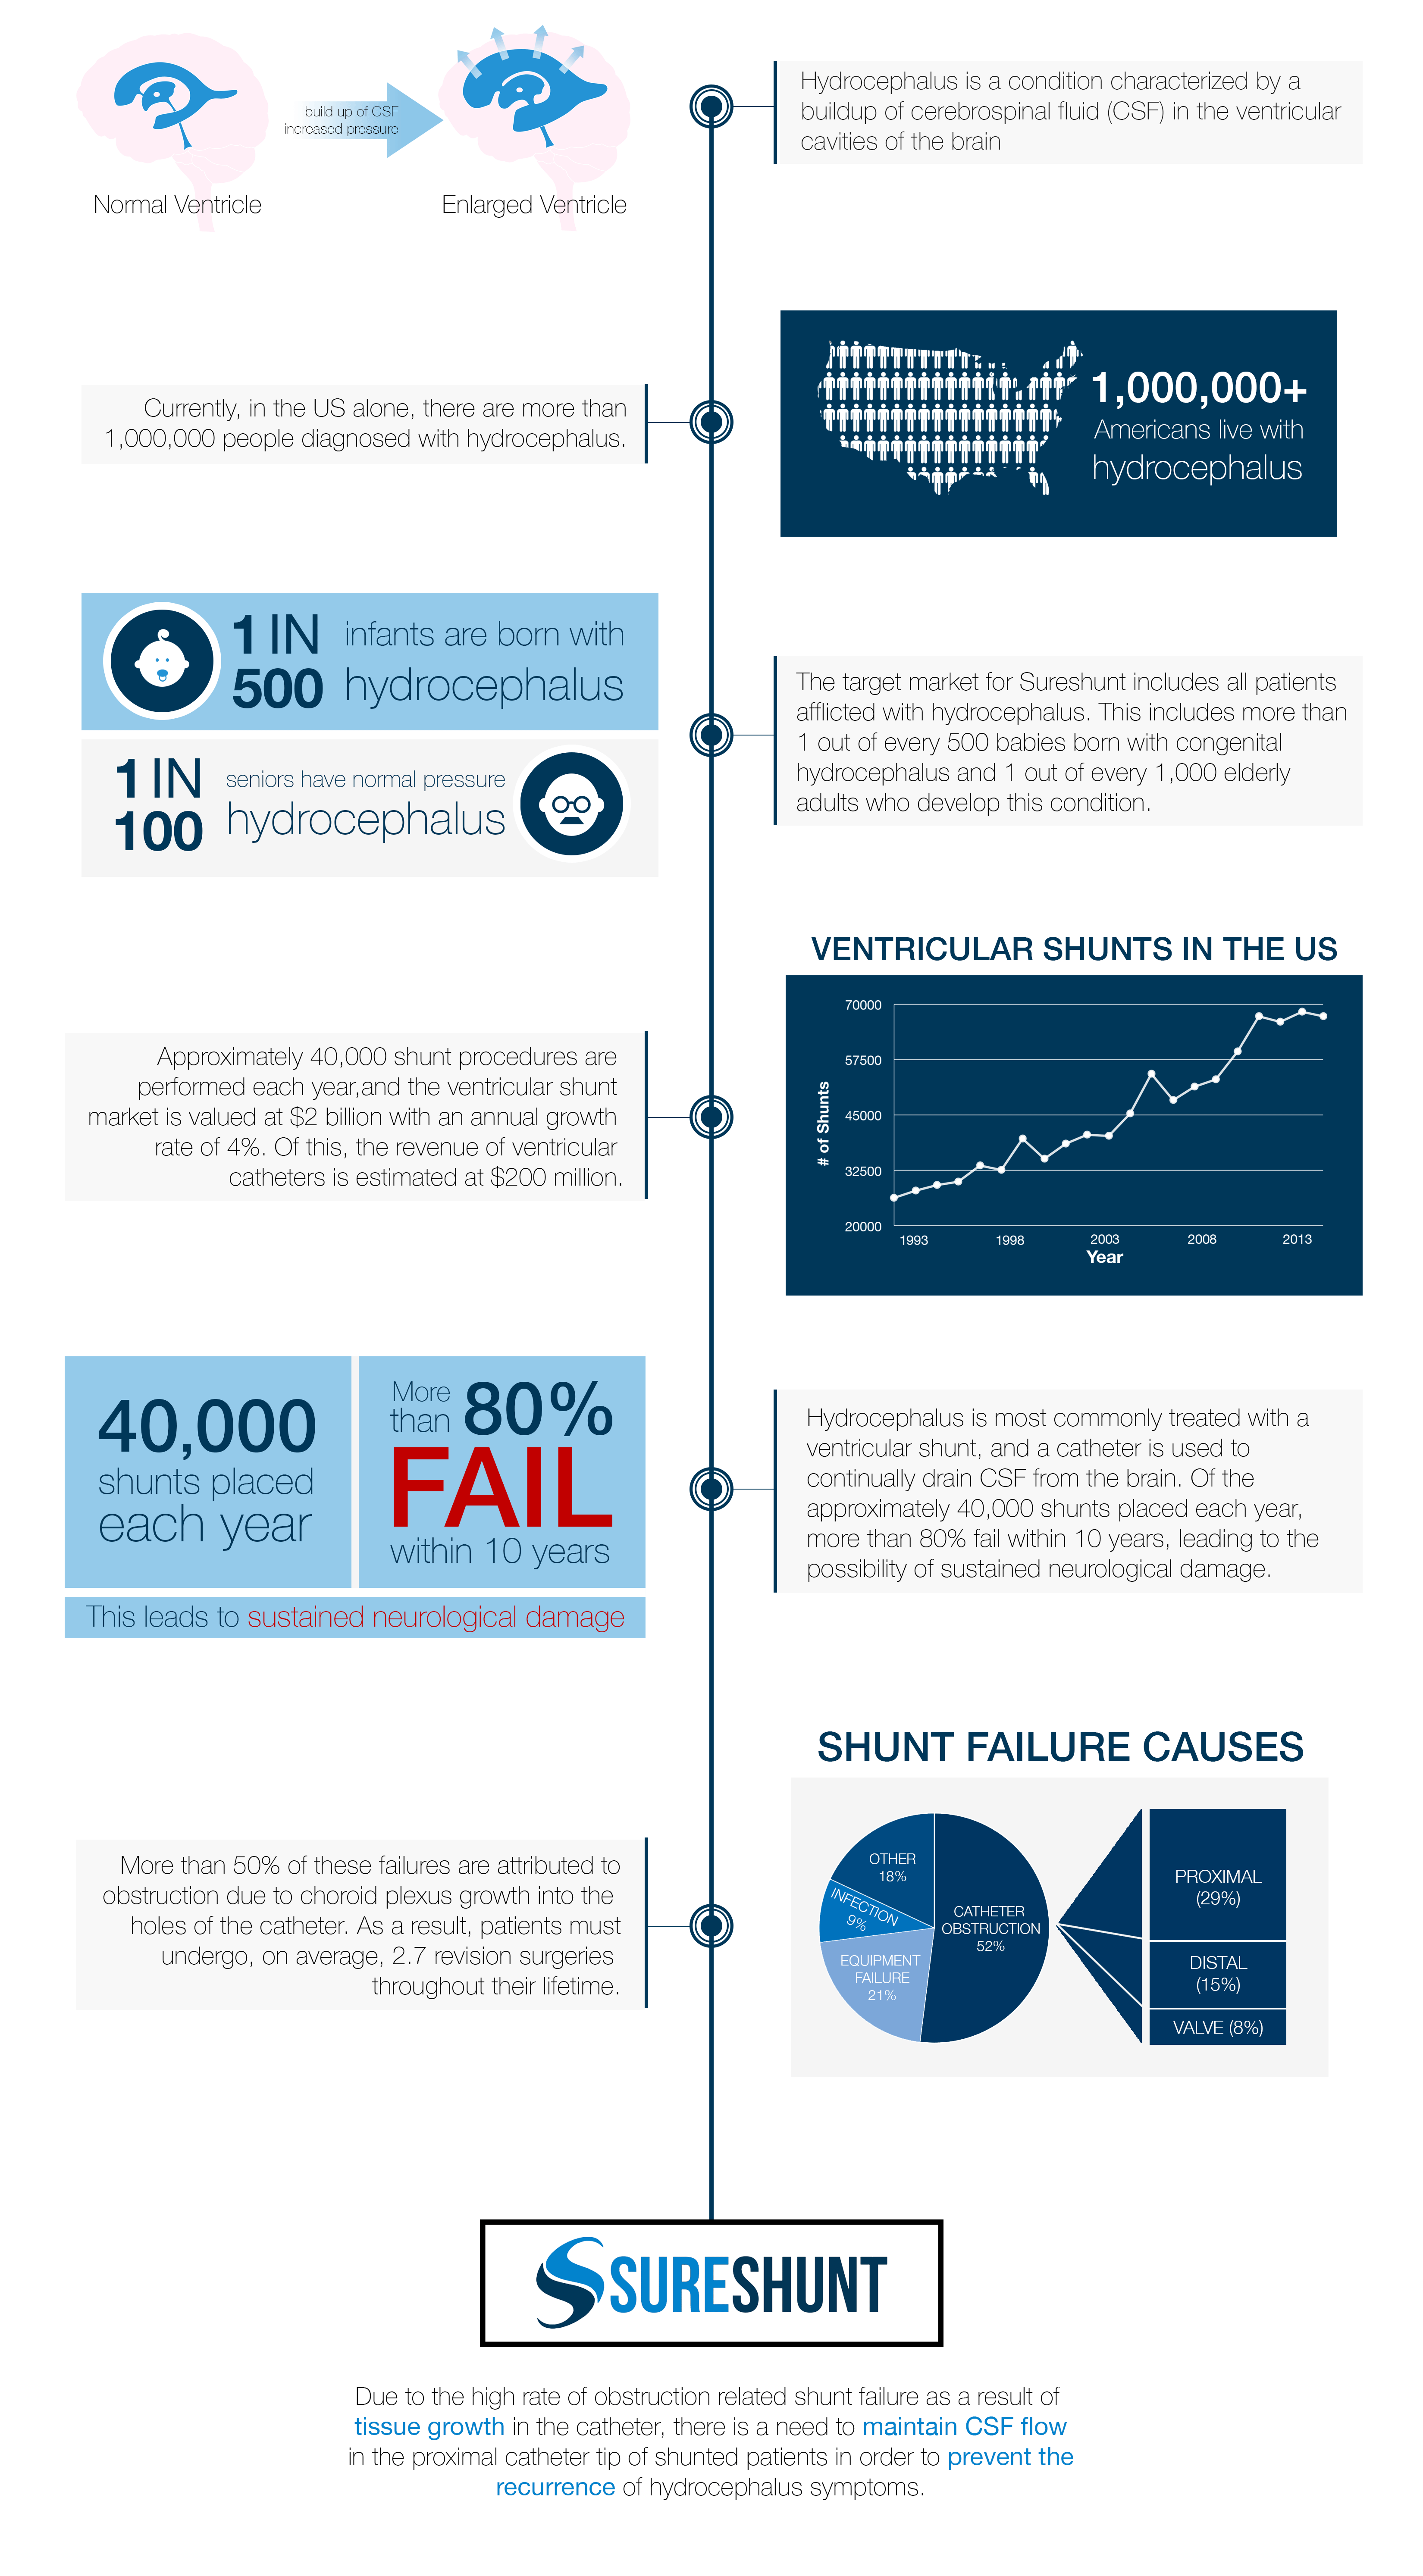 build up of CSF
increased pressure
Normal Ventricle
Enlarged Ventricle
Hydrocephalus is a condition characterized by a
buildup of cerebrospinal fluid (CSF) in the ventricular
cavities of the brain
Currently, in the US alone, there are more than
1,000,000 people diagnosed with hydrocephalus.
1,000,000+
Americans live with
hydrocephalus
1 IN
500
infants are born with
hydrocephalus
1 IN
100
seniors have normal pressure
hydrocephalus
The target market for Sureshunt includes all patients
afflicted with hydrocephalus. This includes more than
1 out of every 500 babies born with congenital
hydrocephalus and 1 out of every 1,000 elderly
adults who develop this condition.
Approximately 40,000 shunt procedures are
performed each year,and the ventricular shunt
market is valued at $2 billion with an annual growth
rate of 4%. Of this, the revenue of ventricular
catheters is estimated at $200 million.
VENTRICULAR SHUNTS IN THE US
# of Shunts
70000
57500
45000
32500
20000
1993
1998
2003
2008
2013
Year
40,000
shunts placed
each year
More
than
80%
FAIL
within 10 years
This leads to sustained neurological damage
Hydrocephalus is most commonly treated with a
ventricular shunt, and a catheter is used to
continually drain CSF from the brain. Of the
approximately 40,000 shunts placed each year,
more than 80% fail within 10 years, leading to the
possibility of sustained neurological damage.
More than 50% of these failures are attributed to
obstruction due to choroid plexus growth into the
holes of the catheter. As a result, patients must
undergo, on average, 2.7 revision surgeries
throughout their lifetime.
SHUNT FAILURE CAUSES
OTHER
18%
INFECTION
9%
EQUIPMENT
FAILURE
21%
CATHETER
OBSTRUCTION
52%
PROXIMAL
(29%)
DISTAL
(15%)
VALVE (8%)
SURESHUNT
Due to the high rate of obstruction related shunt failure as a result of
tissue growth in the catheter, there is a need to maintain CSF flow
in the proximal catheter tip of shunted patients in order to prevent the
recurrence of hydrocephalus symptoms.